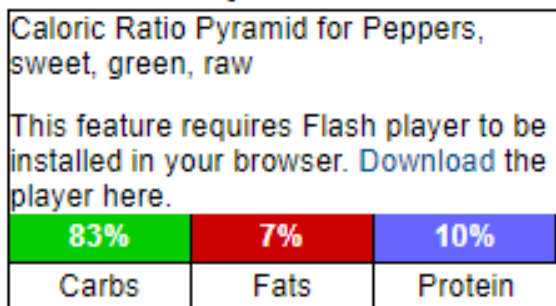 Caloric Ratio Pyramid for Peppers,
sweet, green, raw
This feature requires Flash player to be
installed in your browser. Download the
player here.
83% 7% 10%
Carbs Fats Protein